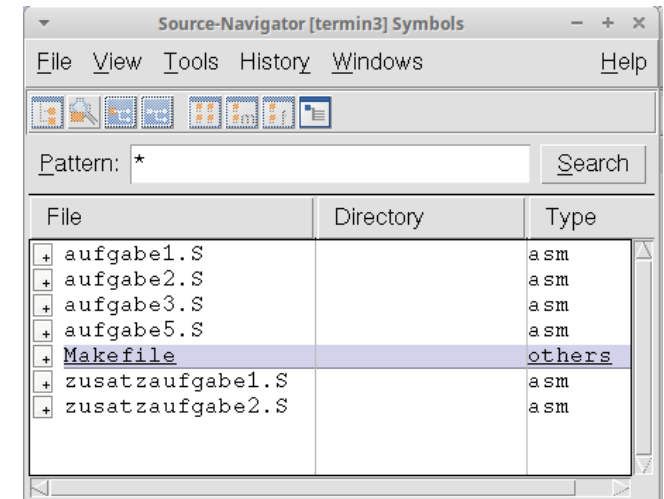 Source-Navigator [termin3] Symbols
File View Tools History Windows Help
Pattern: * Search
File Directory Type
aufgabe1.S asm
aufgabe2.S asm
aufgabe3.S asm
aufgabe5.S asm
Makefile others
zusatzaufgabe1.S asm
zusatzaufgabe2.S asm